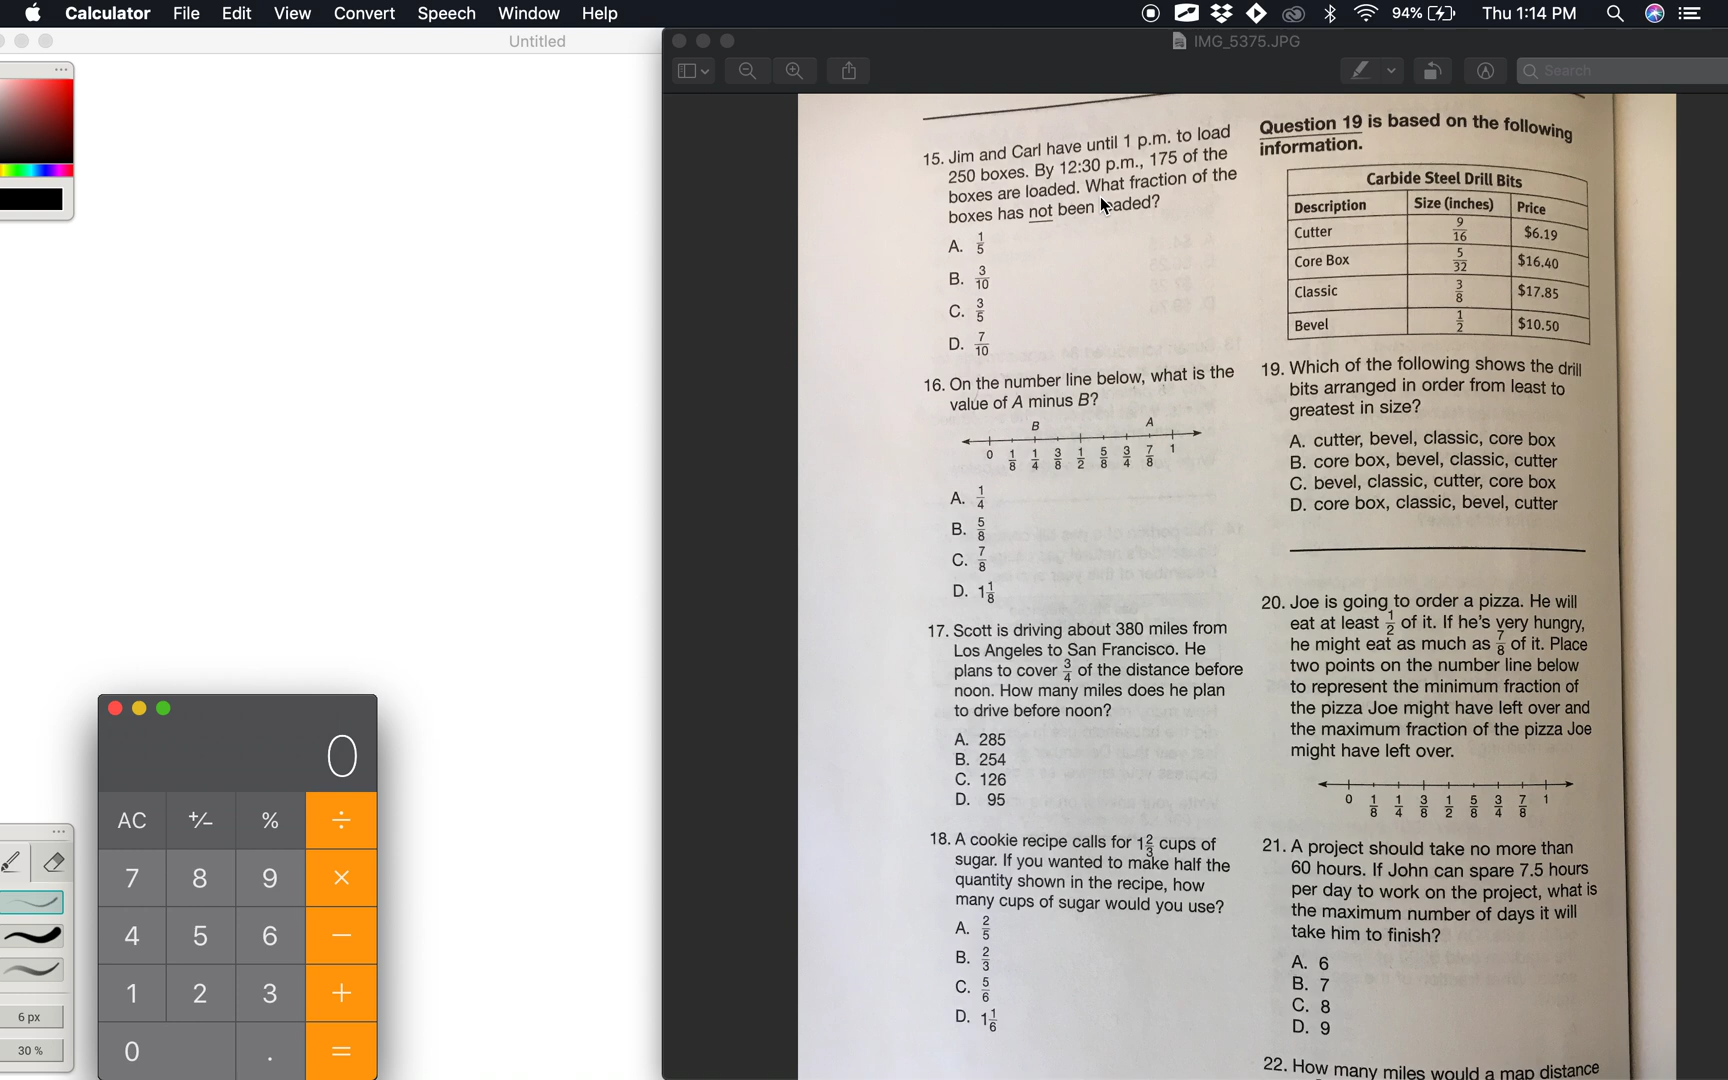 Calculator File Edit View Convert Speech Window Help 94% Thu 1:14 PM
Untitled
IMG_5375.JPG
Search
15. Jim and Carl have until 1 p.m. to load
250 boxes. By 12:30 p.m., 175 of the
boxes are loaded. What fraction of the
boxes has not been loaded?
A. 1/5
B. 3/10
C. 3/5
D. 7/10
16. On the number line below, what is the
value of A minus B?
B A
0 1/8 1/4 3/8 1/2 5/8 3/4 7/8 1
A. 1/4
B. 5/8
C. 7/8
D. 1 1/8
17. Scott is driving about 380 miles from
Los Angeles to San Francisco. He
plans to cover 3/4 of the distance before
noon. How many miles does he plan
to drive before noon?
A. 285
B. 254
C. 126
D. 95
18. A cookie recipe calls for 1 2/3 cups of
sugar. If you wanted to make half the
quantity shown in the recipe, how
many cups of sugar would you use?
A. 2/5
B. 2/3
C. 5/6
D. 1 1/6
Question 19 is based on the following
information.
Carbide Steel Drill Bits
Description Size (inches) Price
Cutter 9/16 $6.19
Core Box 5/32 $16.40
Classic 3/8 $17.85
Bevel 1/2 $10.50
19. Which of the following shows the drill
bits arranged in order from least to
greatest in size?
A. cutter, bevel, classic, core box
B. core box, bevel, classic, cutter
C. bevel, classic, cutter, core box
D. core box, classic, bevel, cutter
20. Joe is going to order a pizza. He will
eat at least 1/2 of it. If he's very hungry,
he might eat as much as 7/8 of it. Place
two points on the number line below
to represent the minimum fraction of
the pizza Joe might have left over and
the maximum fraction of the pizza Joe
might have left over.
0 1/8 1/4 3/8 1/2 5/8 3/4 7/8 1
21. A project should take no more than
60 hours. If John can spare 7.5 hours
per day to work on the project, what is
the maximum number of days it will
take him to finish?
A. 6
B. 7
C. 8
D. 9
22. How many miles would a map distance
0
AC +/- % ÷
7 8 9 ×
4 5 6 −
1 2 3 +
0 . =
6 px
30 %